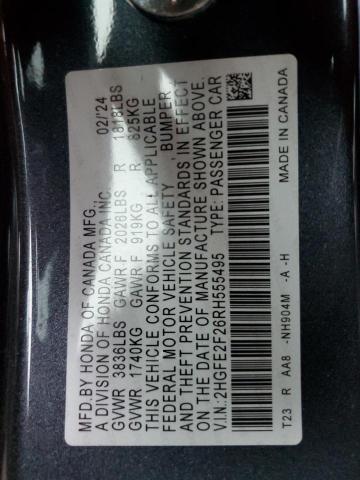 MFD.BY HONDA OF CANADA MFG., 02/'24
A DIVISION OF HONDA CANADA INC.
GVWR 3836LBS GAWR F 2028LBS R 1818LBS
GVWR 1740KG GAWR F 919KG R 825KG
THIS VEHICLE CONFORMS TO ALL APPLICABLE
FEDERAL MOTOR VEHICLE SAFETY, BUMPER,
AND THEFT PREVENTION STANDARDS IN EFFECT
ON THE DATE OF MANUFACTURE SHOWN ABOVE.
V.I.N.: 2HGFE2F26RH555495 TYPE: PASSENGER CAR
T23 R AA8 -NH904M -A -H MADE IN CANADA